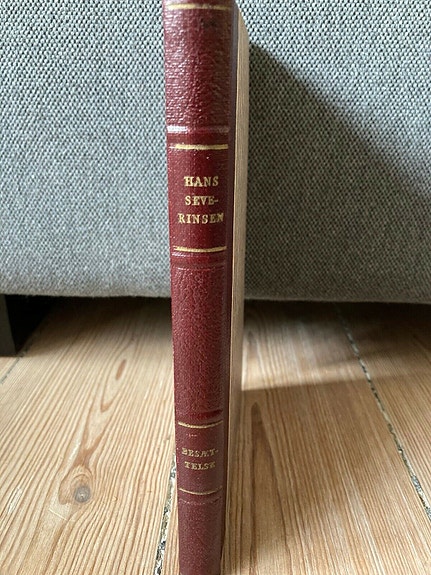 HANS
SEVE-
RINSEN
BESÆT-
TELSE